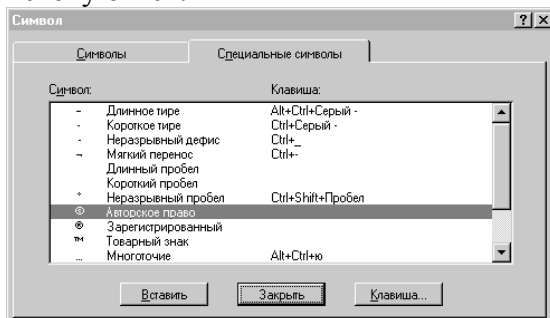 Символ ? ×
Символы Специальные символы
Символ: Клавиша:
– Длинное тире Alt+Ctrl+Серый -
- Короткое тире Ctrl+Серый -
- Неразрывный дефис Ctrl+_
¬ Мягкий перенос Ctrl+-
Длинный пробел
Короткий пробел
° Неразрывный пробел Ctrl+Shift+Пробел
© Авторское право
® Зарегистрированный
™ Товарный знак
... Многоточие Alt+Ctrl+ю
Вставить Закрыть Клавиша...